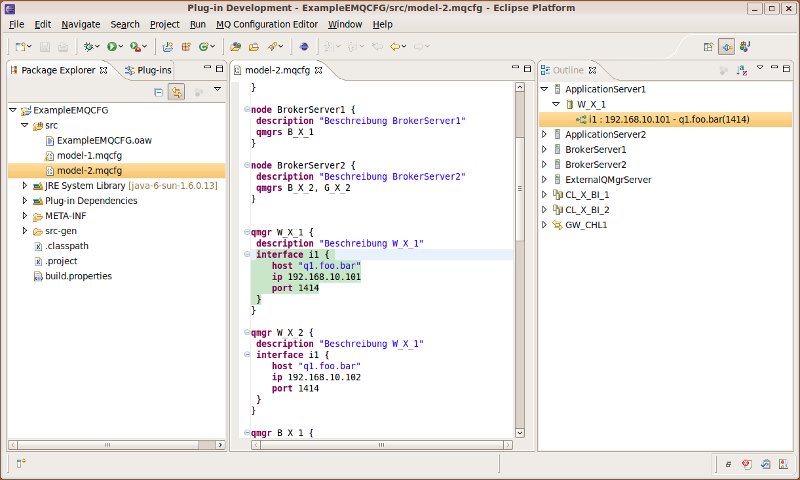 Plug-in Development - ExampleEMQCFG/src/model-2.mqcfg - Eclipse Platform
File Edit Navigate Search Project Run MQ Configuration Editor Window Help
Package Explorer Plug-ins
ExampleEMQCFG
src
ExampleEMQCFG.oaw
model-1.mqcfg
model-2.mqcfg
JRE System Library [java-6-sun-1.6.0.13]
Plug-in Dependencies
META-INF
src-gen
.classpath
.project
build.properties
model-2.mqcfg
}
node BrokerServer1 {
description "Beschreibung BrokerServer1"
qmgrs B_X_1
}
node BrokerServer2 {
description "Beschreibung BrokerServer2"
qmgrs B_X_2, G_X_2
}
qmgr W_X_1 {
description "Beschreibung W_X_1"
interface i1 {
host "q1.foo.bar"
ip 192.168.10.101
port 1414
}
}
qmgr W_X_2 {
description "Beschreibung W_X_1"
interface i1 {
host "q1.foo.bar"
ip 192.168.10.102
port 1414
}
}
qmgr B_X_1 {
Outline
ApplicationServer1
W_X_1
i1 : 192.168.10.101 - q1.foo.bar(1414)
ApplicationServer2
BrokerServer1
BrokerServer2
ExternalQMgrServer
CL_X_BI_1
CL_X_BI_2
GW_CHL1